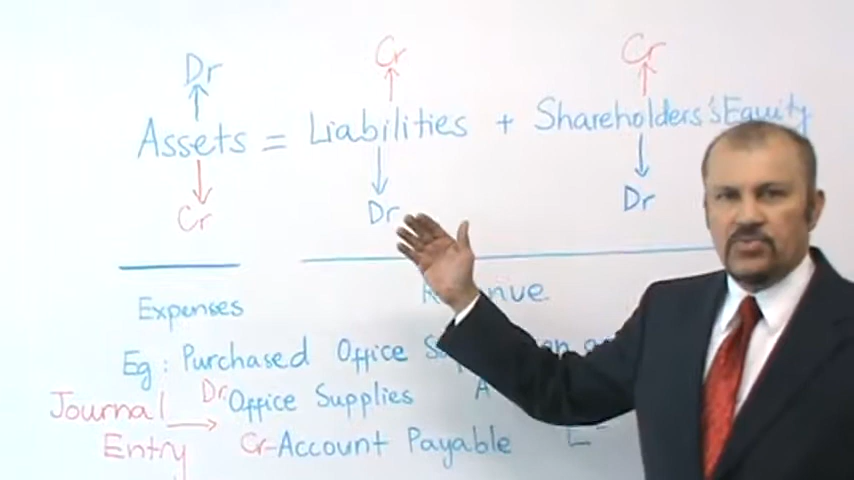 Dr Cr Cr
Assets = Liabilities + Shareholders'sEquity
Cr Dr Dr
Expenses
Eg : Purchased Office
Journal → Dr. Office Supplies A
Entry Cr-Account Payable L